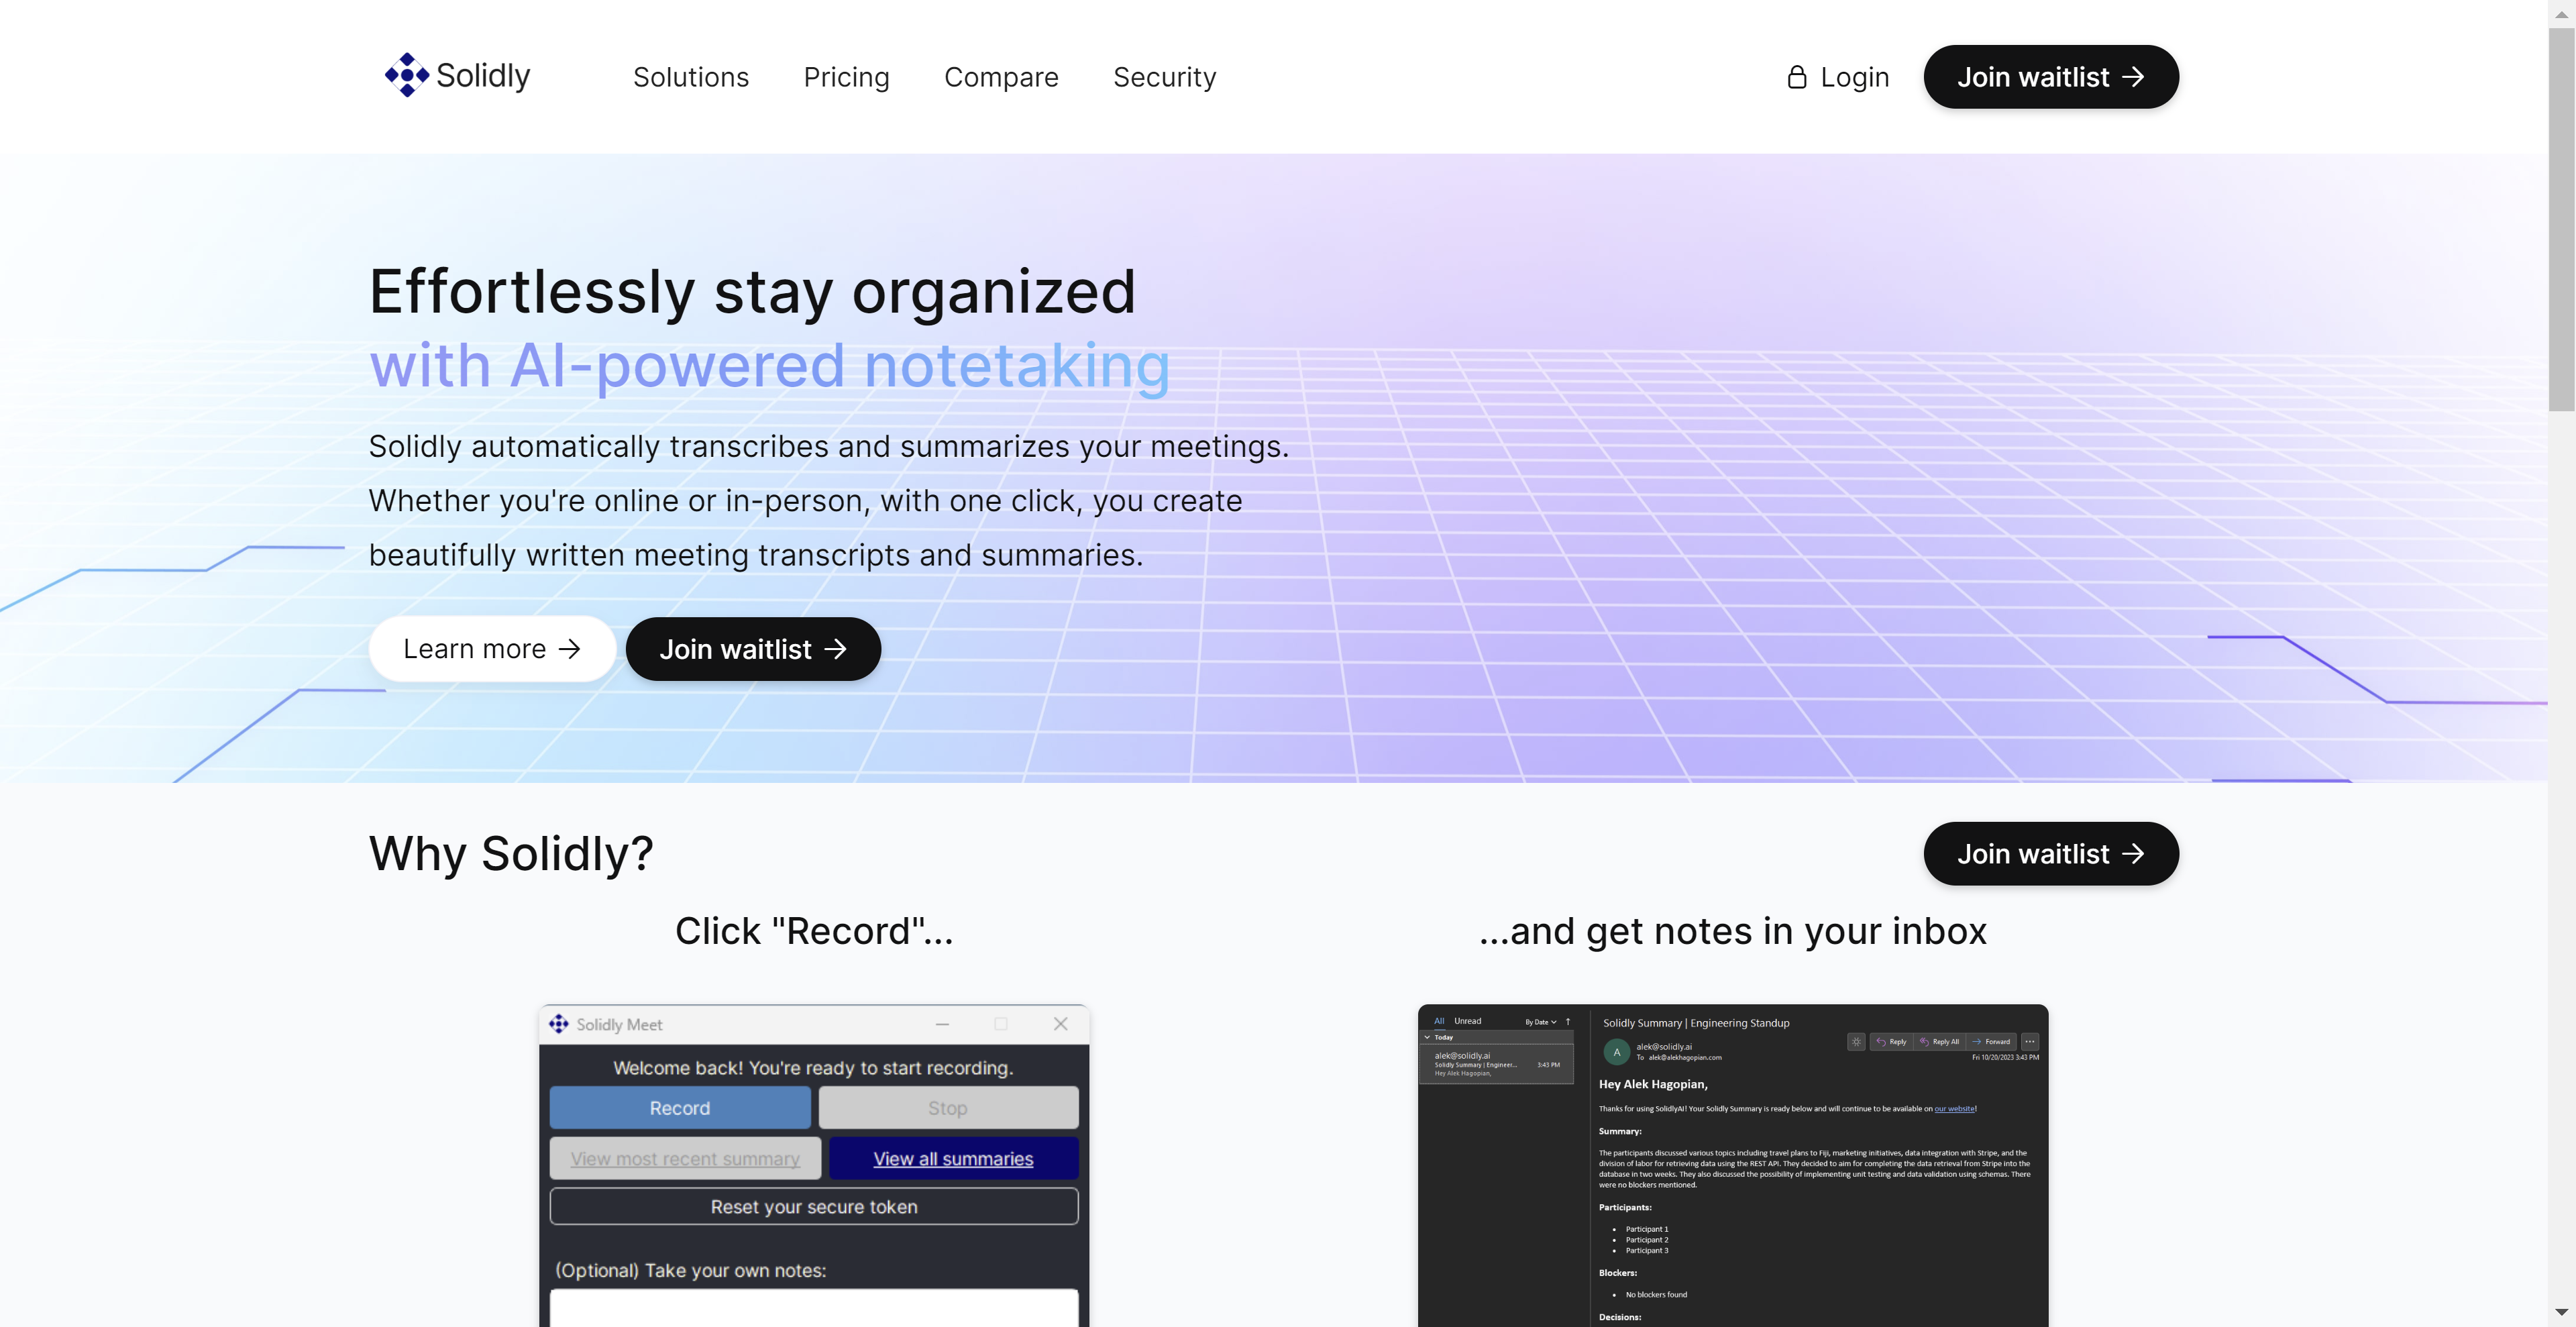 Solidly
Solutions
Pricing
Compare
Security
Login
Join waitlist
Effortlessly stay organized
with AI-powered notetaking
Solidly automatically transcribes and summarizes your meetings.
Whether you're online or in-person, with one click, you create
beautifully written meeting transcripts and summaries.
Learn more
Join waitlist
Why Solidly?
Join waitlist
Click "Record"...
Solidly Meet
Welcome back! You're ready to start recording.
Record
Stop
View most recent summary
View all summaries
Reset your secure token
(Optional) Take your own notes:
...and get notes in your inbox
All Unread By Date
Today
alek@solidly.ai
Solidly Summary | Engineer... 3:43 PM
Hey Alek Hagopian,
Solidly Summary | Engineering Standup
A
alek@solidly.ai
To alek@alekhagopian.com
Reply
Reply All
Forward
Fri 10/20/2023 3:43 PM
Hey Alek Hagopian,
Thanks for using SolidlyAI! Your Solidly Summary is ready below and will continue to be available on our website!
Summary:
The participants discussed various topics including travel plans to Fiji, marketing initiatives, data integration with Stripe, and the
division of labor for retrieving data using the REST API. They decided to aim for completing the data retrieval from Stripe into the
database in two weeks. They also discussed the possibility of implementing unit testing and data validation using schemas. There
were no blockers mentioned.
Participants:
Participant 1
Participant 2
Participant 3
Blockers:
No blockers found
Decisions: